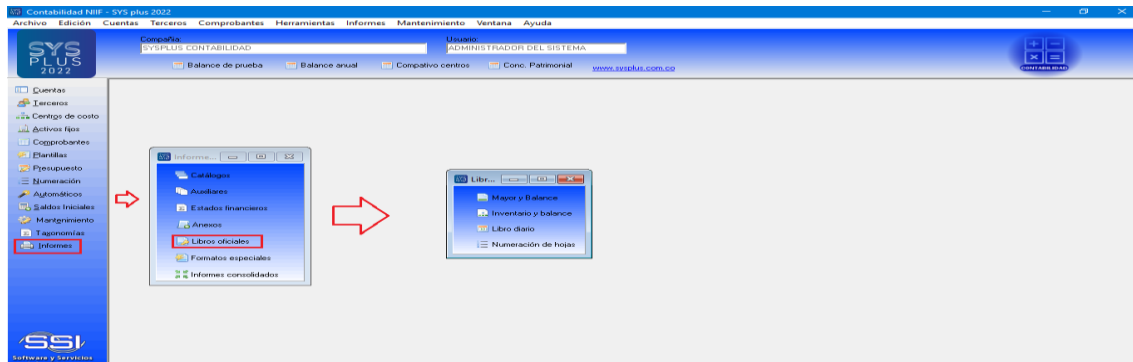 Contabilidad NIIF - SYS plus 2022
Archivo Edición Cuentas Terceros Comprobantes Herramientas Informes Mantenimiento Ventana Ayuda
SYS
PLUS
2022
Compañia:
SYSPLUS CONTABILIDAD
Usuario:
ADMINISTRADOR DEL SISTEMA
Balance de prueba Balance anual Compativo centros Conc. Patrimonial www.sysplus.com.co
CONTABILIDAD
Cuentas
Terceros
Centros de costo
Activos fijos
Comprobantes
Plantillas
Presupuesto
Numeración
Automáticos
Saldos Iniciales
Mantenimiento
Taxonomías
Informes
SSI
Software y Servicios
Informe...
Catálogos
Auxiliares
Estados financieros
Anexos
Libros oficiales
Formatos especiales
Informes consolidados
Libr...
Mayor y Balance
Inventario y balance
Libro diario
Numeración de hojas